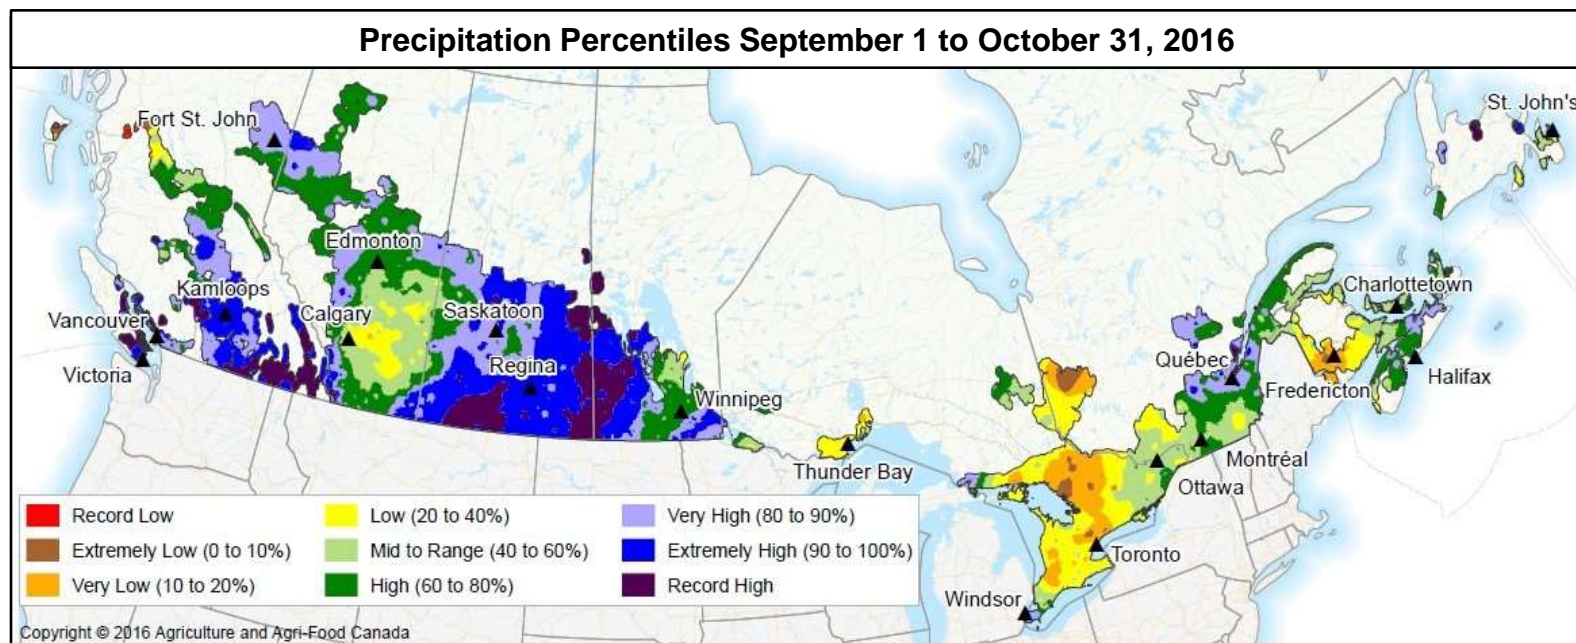 Precipitation Percentiles September 1 to October 31, 2016
Fort St. John
St. John's
Edmonton
Kamloops
Calgary
Saskatoon
Charlottetown
Vancouver
Victoria
Regina
Winnipeg
Québec
Fredericton
Halifax
Thunder Bay
Montréal
Ottawa
Toronto
Windsor
Record Low
Low (20 to 40%)
Very High (80 to 90%)
Extremely Low (0 to 10%)
Mid to Range (40 to 60%)
Extremely High (90 to 100%)
Very Low (10 to 20%)
High (60 to 80%)
Record High
Copyright © 2016 Agriculture and Agri-Food Canada